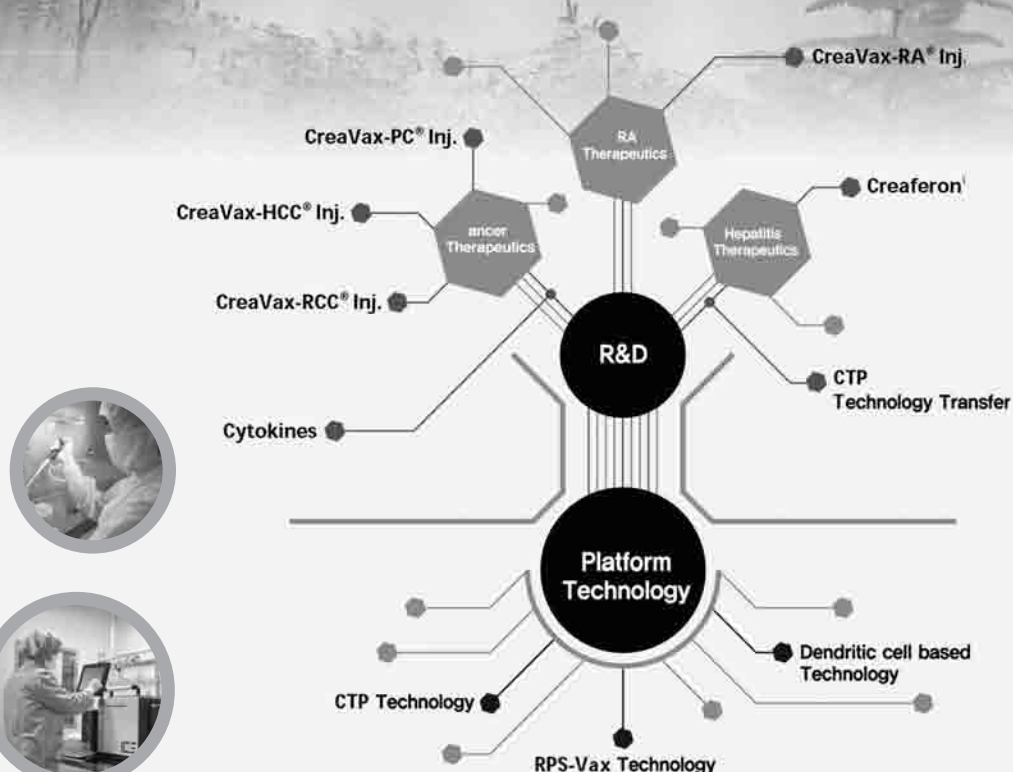 CreaVax-RA® Inj.
RA
Therapeutics
CreaVax-PC® Inj.
Creaferon
CreaVax-HCC® Inj.
ancer
Therapeutics
Hepatitis
Therapeutics
CreaVax-RCC® Inj.
R&D
CTP
Technology Transfer
Cytokines
Platform
Technology
Dendritic cell based
Technology
CTP Technology
RPS-Vax Technology